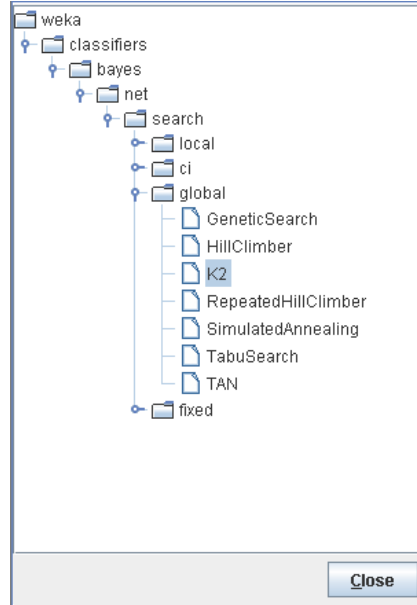 weka
classifiers
bayes
net
search
local
ci
global
GeneticSearch
HillClimber
K2
RepeatedHillClimber
SimulatedAnnealing
TabuSearch
TAN
fixed
Close